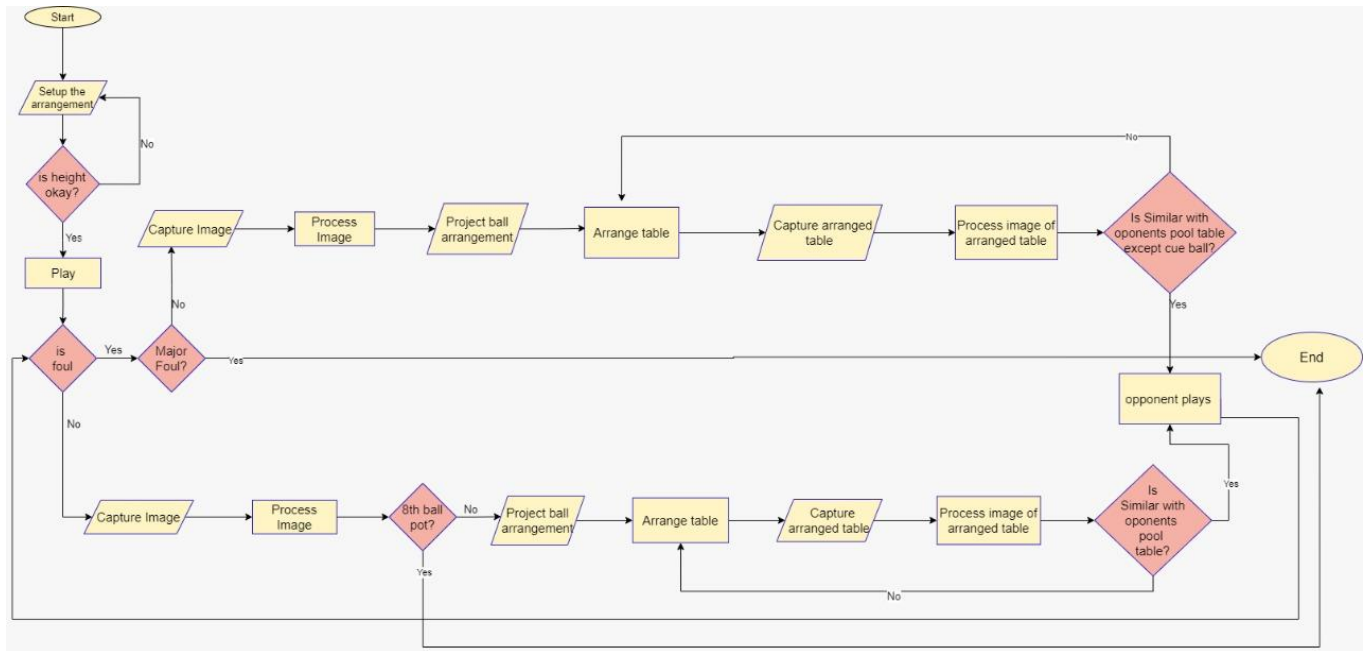 Start
Setup the
arrangement
No
is height
okay?
Yes
Play
is
foul
Yes
Major
Foul?
No
Yes
Capture Image
Process
Image
Project ball
arrangement
Arrange table
Capture arranged
table
Process image of
arranged table
Is Similar with
oponents pool table
except cue ball?
No
Yes
End
opponent plays
No
Capture Image
Process
Image
8th ball
pot?
No
Yes
Project ball
arrangement
Arrange table
Capture
arranged table
Process image of
arranged table
Is
Similar with
oponents
pool
table?
Yes
No